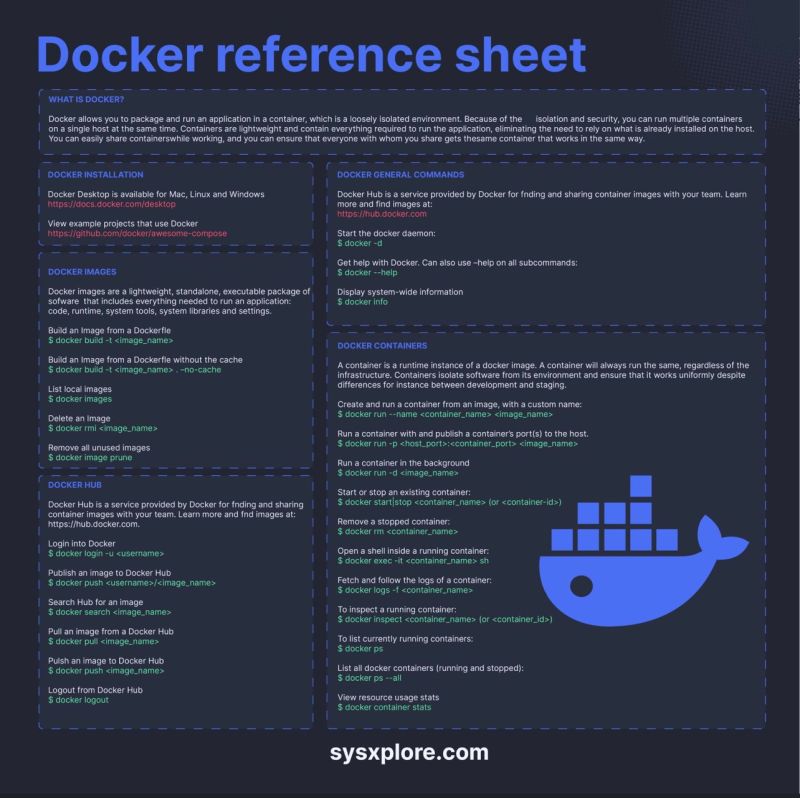 Docker reference sheet
WHAT IS DOCKER?
Docker allows you to package and run an application in a container, which is a loosely isolated environment. Because of the isolation and security, you can run multiple containers
on a single host at the same time. Containers are lightweight and contain everything required to run the application, eliminating the need to rely on what is already installed on the host.
You can easily share containerswhile working, and you can ensure that everyone with whom you share gets thesame container that works in the same way.
DOCKER INSTALLATION
Docker Desktop is available for Mac, Linux and Windows
https://docs.docker.com/desktop
View example projects that use Docker
https://github.com/docker/awesome-compose
DOCKER IMAGES
Docker images are a lightweight, standalone, executable package of
sofware that includes everything needed to run an application:
code, runtime, system tools, system libraries and settings.
Build an Image from a Dockerfle
$ docker build -t <image_name>
Build an Image from a Dockerfle without the cache
$ docker build -t <image_name> . –no-cache
List local images
$ docker images
Delete an Image
$ docker rmi <image_name>
Remove all unused images
$ docker image prune
DOCKER HUB
Docker Hub is a service provided by Docker for fnding and sharing
container images with your team. Learn more and fnd images at:
https://hub.docker.com.
Login into Docker
$ docker login -u <username>
Publish an image to Docker Hub
$ docker push <username>/<image_name>
Search Hub for an image
$ docker search <image_name>
Pull an image from a Docker Hub
$ docker pull <image_name>
Pulsh an image to Docker Hub
$ docker push <image_name>
Logout from Docker Hub
$ docker logout
DOCKER GENERAL COMMANDS
Docker Hub is a service provided by Docker for fnding and sharing container images with your team. Learn
more and find images at:
https://hub.docker.com
Start the docker daemon:
$ docker -d
Get help with Docker. Can also use –help on all subcommands:
$ docker --help
Display system-wide information
$ docker info
DOCKER CONTAINERS
A container is a runtime instance of a docker image. A container will always run the same, regardless of the
infrastructure. Containers isolate software from its environment and ensure that it works uniformly despite
differences for instance between development and staging.
Create and run a container from an image, with a custom name:
$ docker run --name <container_name> <image_name>
Run a container with and publish a container's port(s) to the host.
$ docker run -p <host_port>:<container_port> <image_name>
Run a container in the background
$ docker run -d <image_name>
Start or stop an existing container:
$ docker start|stop <container_name> (or <container-id>)
Remove a stopped container:
$ docker rm <container_name>
Open a shell inside a running container:
$ docker exec -it <container_name> sh
Fetch and follow the logs of a container:
$ docker logs -f <container_name>
To inspect a running container:
$ docker inspect <container_name> (or <container_id>)
To list currently running containers:
$ docker ps
List all docker containers (running and stopped):
$ docker ps --all
View resource usage stats
$ docker container stats
sysxplore.com